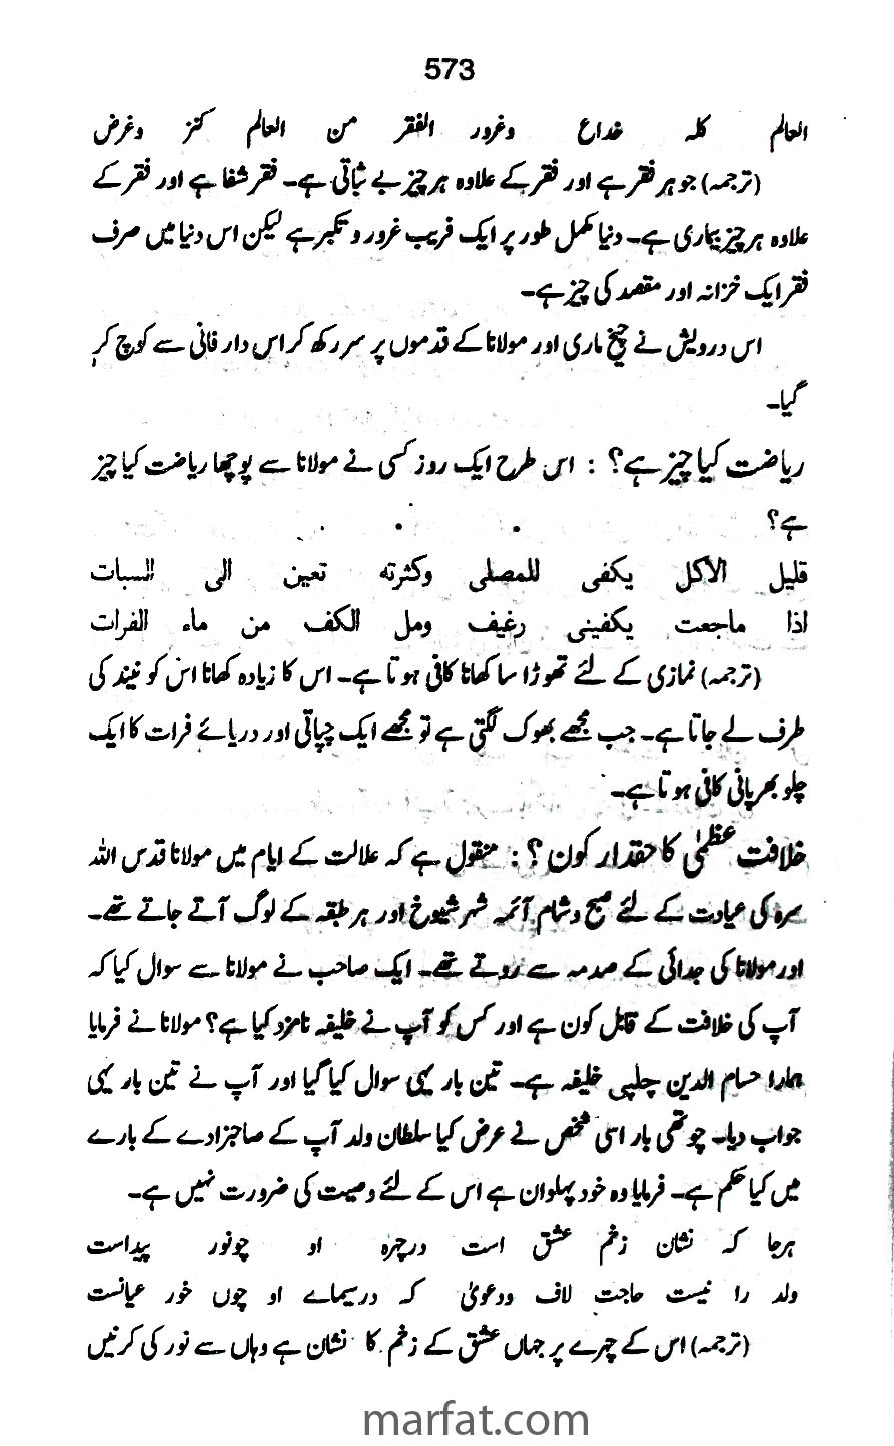 573
العالم کلہ خداع وغرور الفقر من العالم کنز وغرض
(ترجمہ) جوہر فقر ہے اور فقر کے علاوہ ہر چیز بے ثباتی ہے۔ فقر شفا ہے اور فقر کے
علاوہ ہر چیز بیماری ہے۔ دنیا مکمل طور پر ایک فریب غرور و تکبر ہے لیکن اس دنیا میں صرف
فقر ایک خزانہ اور مقصد کی چیز ہے۔
اس درویش نے چیخ ماری اور مولانا کے قدموں پر سر رکھ کر اس دار فانی سے کوچ کر
گیا۔
ریاضت کیا چیز ہے؟ : اس طرح ایک روز کسی نے مولانا سے پوچھا ریاضت کیا چیز
ہے؟
قليل الاكل يكفى للمصلى وكثرته تعين الى السبات
اذا ماجعت يكفينى رغيف ومل الكف من ماء الفرات
(ترجمہ) نمازی کے لئے تھوڑا سا کھانا کافی ہوتا ہے۔ اس کا زیادہ کھانا اس کو نیند کی
طرف لے جاتا ہے۔ جب مجھے بھوک لگتی ہے تو مجھے ایک چپاتی اور دریائے فرات کا ایک
چلو بھر پانی کافی ہوتا ہے۔
خلافت عظمیٰ کا حقدار کون ؟ : منقول ہے کہ علالت کے ایام میں مولانا قدس اللہ
سرہ کی عیادت کے لئے صبح و شام آئمہ شہر شیوخ اور ہر طبقہ کے لوگ آتے جاتے تھے۔
اور مولانا کی جدائی کے صدمہ سے روتے تھے۔ ایک صاحب نے مولانا سے سوال کیا کہ
آپ کی خلافت کے قابل کون ہے اور کس کو آپ نے خلیفہ نامزد کیا ہے؟ مولانا نے فرمایا
ہمارا حسام الدین چلپی خلیفہ ہے۔ تین بار یہی سوال کیا گیا اور آپ نے تین بار یہی
جواب دیا۔ چوتھی بار اسی شخص نے عرض کیا سلطان ولد آپ کے صاحبزادے کے بارے
میں کیا حکم ہے۔ فرمایا وہ خود پہلوان ہے اس کے لئے وصیت کی ضرورت نہیں ہے۔
ہرجا کہ نشان زخم عشق است درچرہ او چونور پیداست
ولد را نیست حاجت لاف ودعویٰ کہ درسیماے او چوں خور عیانست
(ترجمہ) اس کے چہرے پر جہاں عشق کے زخم کا نشان ہے وہاں سے نور کی کرنیں
marfat.com